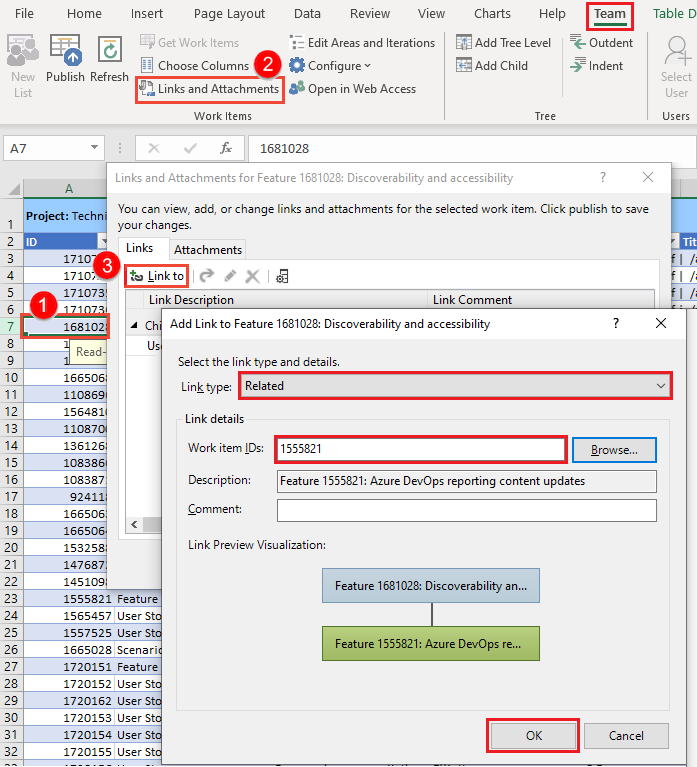 File Home Insert Page Layout Data Review View Charts Help Team Table D
New List
Publish
Refresh
Get Work Items
Choose Columns
2
Links and Attachments
Edit Areas and Iterations
Configure
Open in Web Access
Add Tree Level
Add Child
Outdent
Indent
Select User
Work Items
Tree
Users
A7
fx
1681028
A
1 Project: Techni
2 ID
Tit
3 17107
f | /a
4 17107
f | /a
5 171073
f | /a
6 171073
f | /a
1
7 1681028
8
Read-
9
10 1665068
11 110869
12 156481
13 110870
14 136126
15 108386
16 108387
17 92411
18 166506
19 166506
20 153258
21 147687
22 145109
23 1555821 Feature
24 1565457 User Sto
25 1557525 User Sto
26 1665028 Scenario
27 1720151 Feature
28 1720152 User Sto
29 1720162 User Sto
30 1720153 User Sto
31 1720154 User Sto
32 1720155 User Sto
33
Links and Attachments for Feature 1681028: Discoverability and accessibility
?
You can view, add, or change links and attachments for the selected work item. Click publish to save
your changes.
Links Attachments
3
Link to
Link Description Link Comment
Chi
Use
Add Link to Feature 1681028: Discoverability and accessibility
?
Select the link type and details.
Link type: Related
Link details
Work item IDs: 1555821 Browse...
Description: Feature 1555821: Azure DevOps reporting content updates
Comment:
Link Preview Visualization:
Feature 1681028: Discoverability an...
Feature 1555821: Azure DevOps re...
OK Cancel